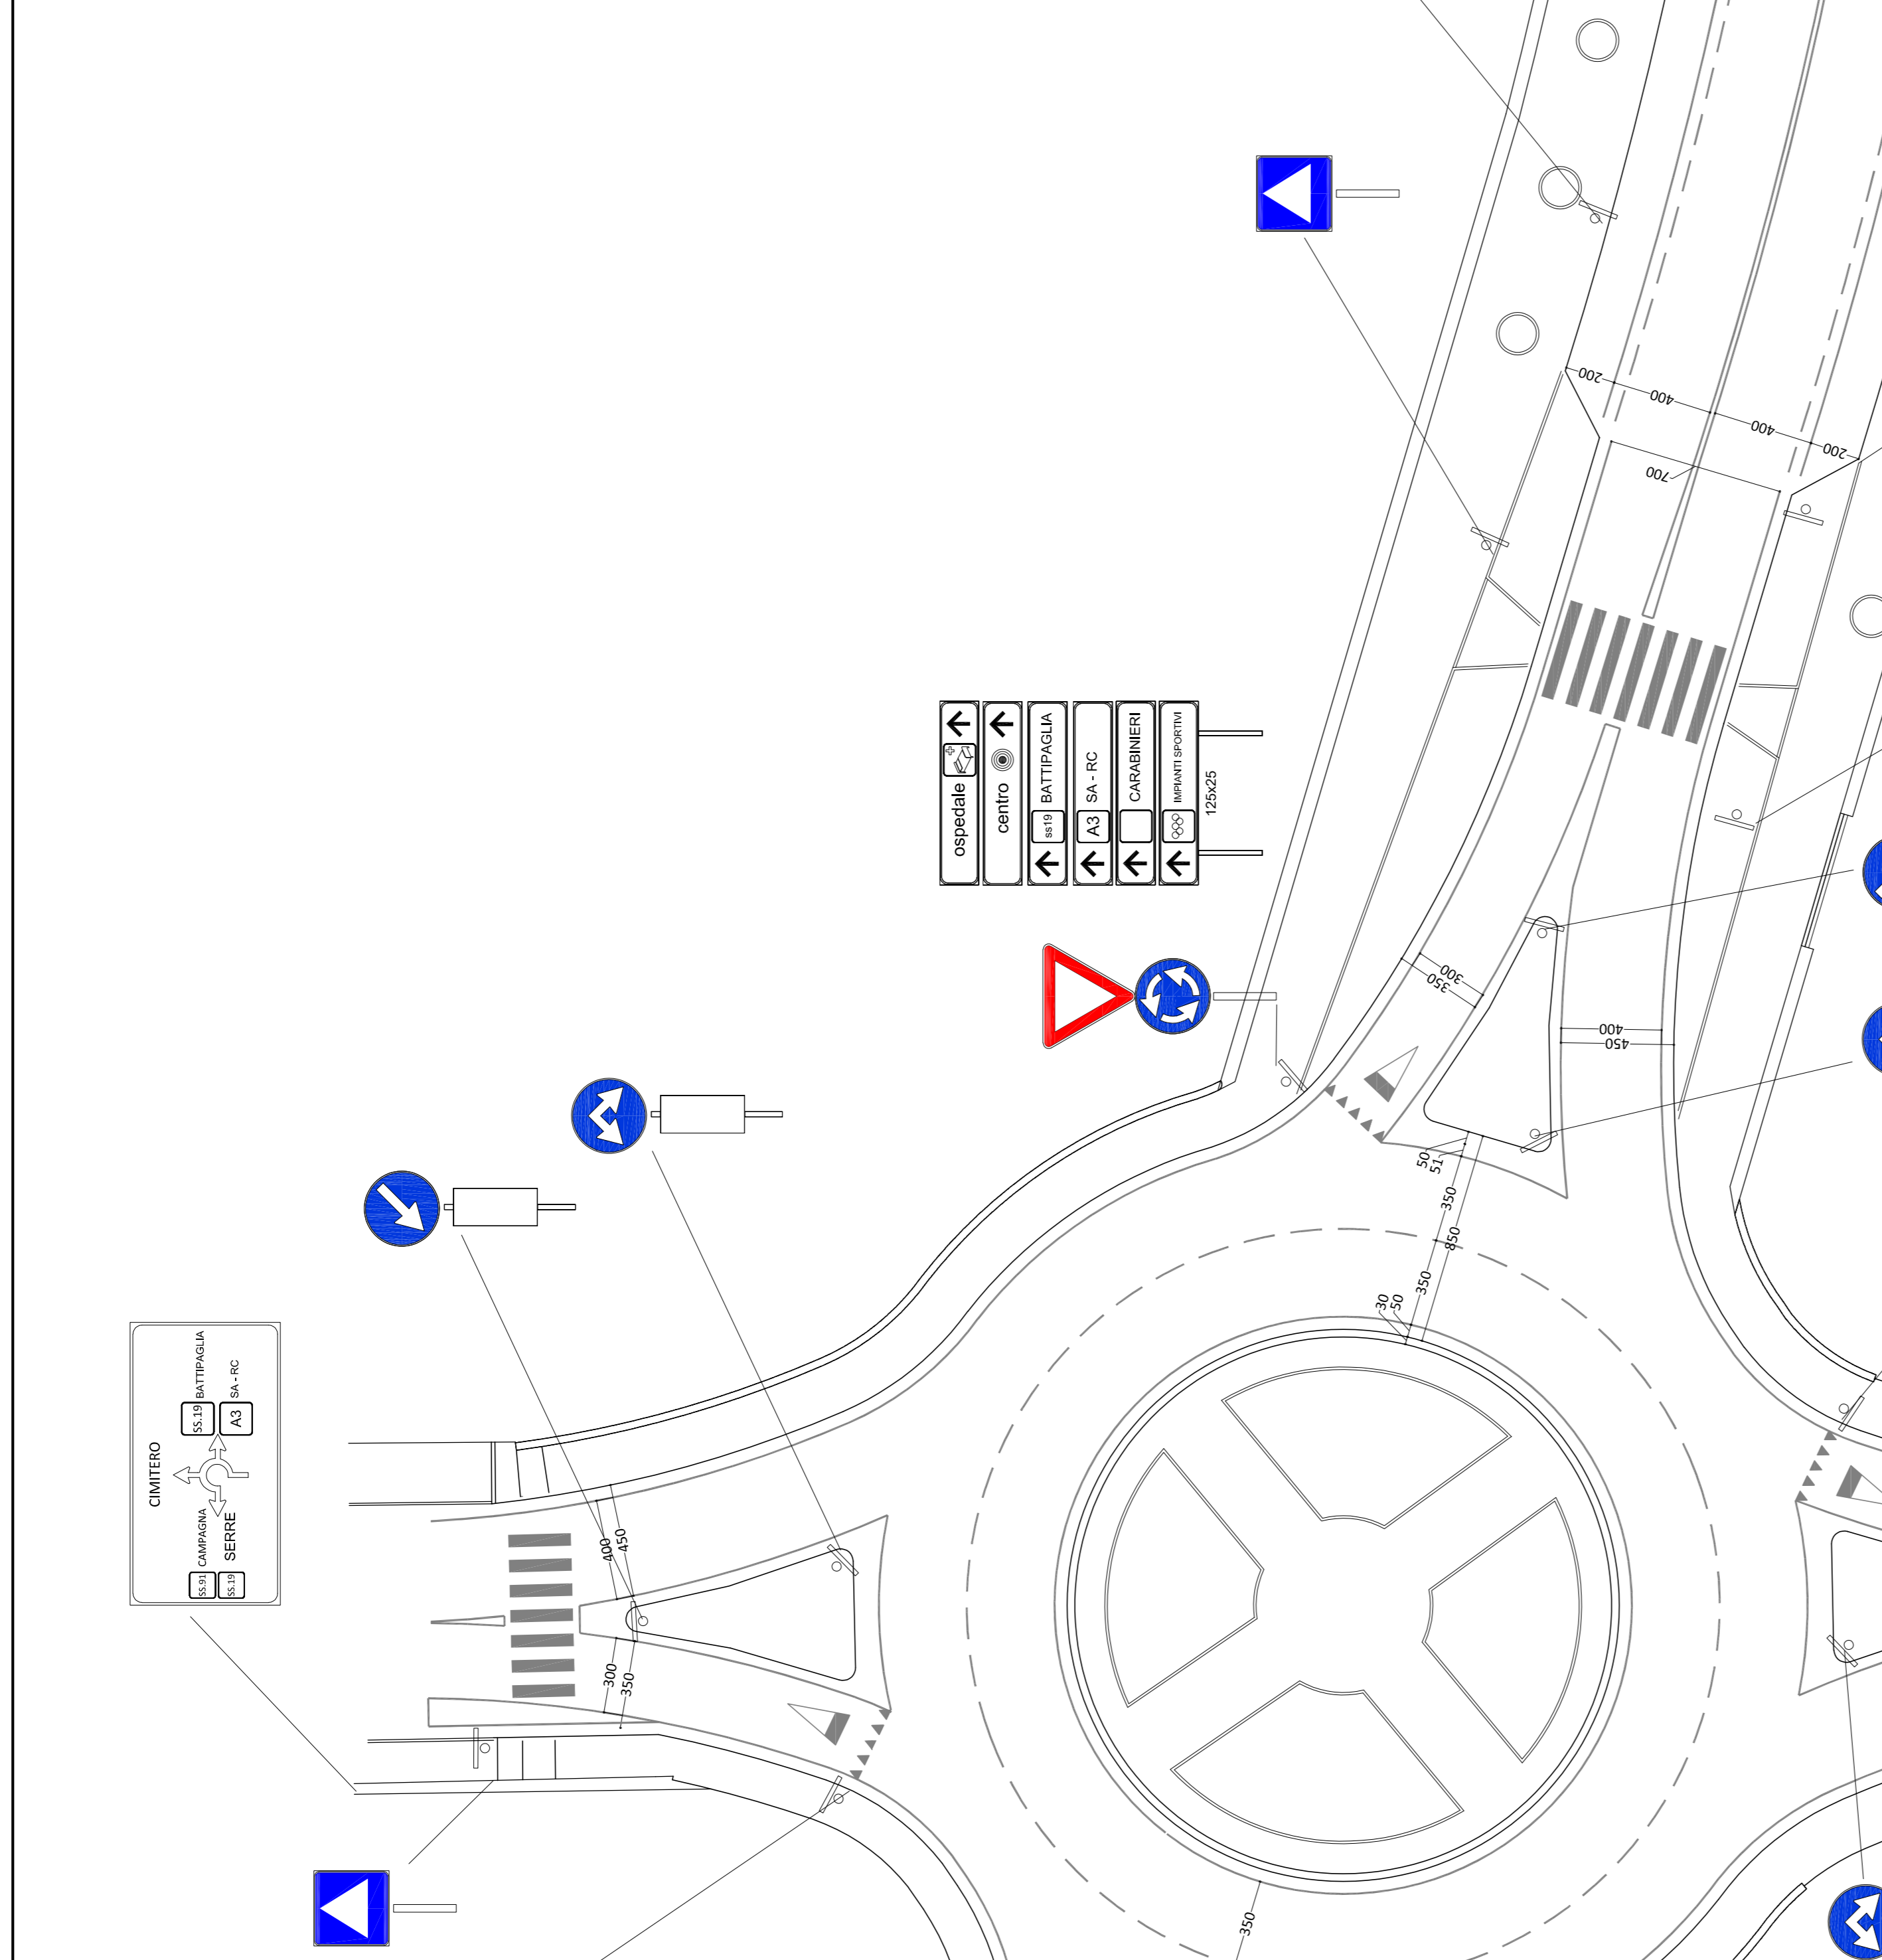 200
400
400
200
700
ospedale
centro
ss19 BATTIPAGLIA
A3 SA - RC
CARABINIERI
IMPIANTI SPORTIVI
125x25
300
350
400
450
50
51
350
850
350
30
50
CIMITERO
SS.19 BATTIPAGLIA
A3 SA - RC
SS.91 CAMPAGNA
SS.19 SERRE
400
450
300
350
350